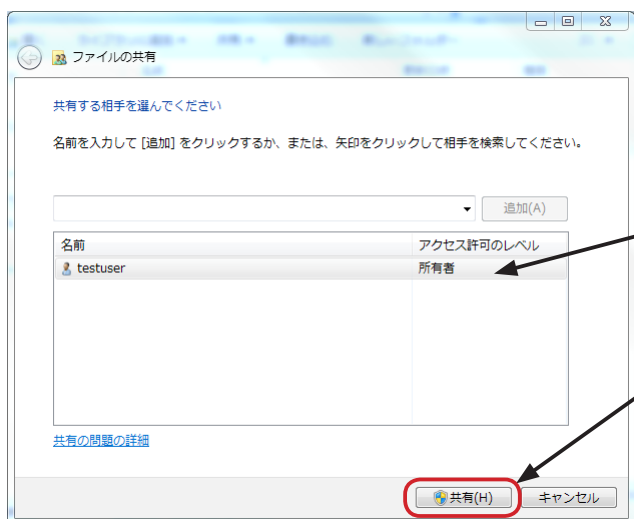 ファイルの共有
共有する相手を選んでください
名前を入力して [追加] をクリックするか、または、矢印をクリックして相手を検索してください。
追加(A)
名前 アクセス許可のレベル
testuser 所有者
共有の問題の詳細
共有(H) キャンセル